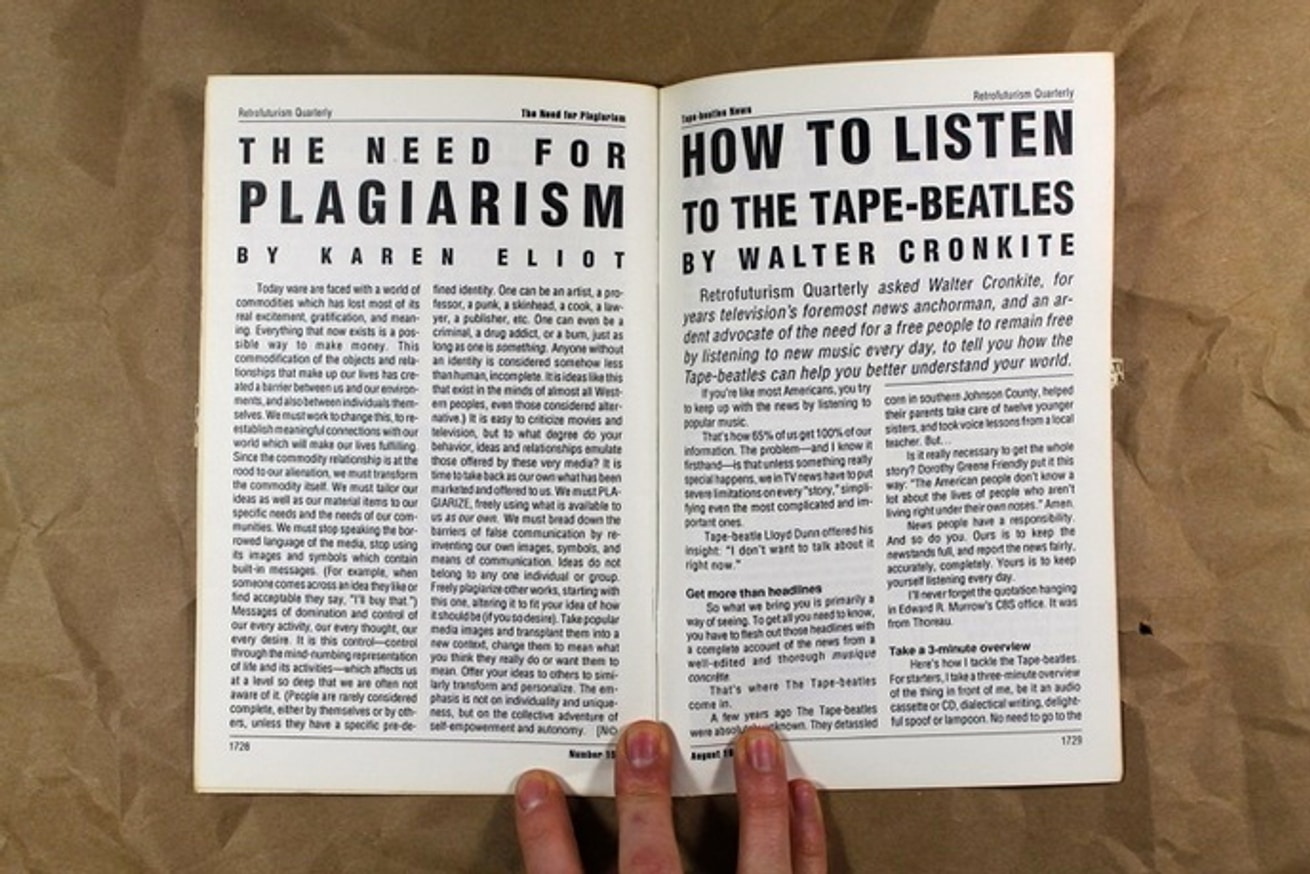 Retrofuturism Quarterly
The Need for Plagiarism
THE NEED FOR
PLAGIARISM
BY KAREN ELIOT
Today ware are faced with a world of
commodities which has lost most of its
real excitement, gratification, and mean-
ing. Everything that now exists is a pos-
sible way to make money. This
commodification of the objects and rela-
tionships that make up our lives has cre-
ated a barrier between us and our environ-
ments, and also between individuals them-
selves. We must work to change this, to re-
establish meaningful connections with our
world which will make our lives fulfilling.
Since the commodity relationship is at the
rood to our alienation, we must transform
the commodity itself. We must tailor our
ideas as well as our material items to our
specific needs and the needs of our com-
munities. We must stop speaking the bor-
rowed language of the media, stop using
its images and symbols which contain
built-in messages. (For example, when
someone comes across an idea they like or
find acceptable they say, "I'll buy that.")
Messages of domination and control of
our every activity, our every thought, our
every desire. It is this control—control
through the mind-numbing representation
of life and its activities—which affects us
at a level so deep that we are often not
aware of it. (People are rarely considered
complete, either by themselves or by oth-
ers, unless they have a specific pre-de-
fined identity. One can be an artist, a pro-
fessor, a punk, a skinhead, a cook, a law-
yer, a publisher, etc. One can even be a
criminal, a drug addict, or a bum, just as
long as one is something. Anyone without
an identity is considered somehow less
than human, incomplete. It is ideas like this
that exist in the minds of almost all West-
ern peoples, even those considered alter-
native.) It is easy to criticize movies and
television, but to what degree do your
behavior, ideas and relationships emulate
those offered by these very media? It is
time to take back as our own what has been
marketed and offered to us. We must PLA-
GIARIZE, freely using what is available to
us as our own. We must bread down the
barriers of false communication by re-
inventing our own images, symbols, and
means of communication. Ideas do not
belong to any one individual or group.
Freely plagiarize other works, starting with
this one, altering it to fit your idea of how
it should be (if you so desire). Take popular
media images and transplant them into a
new context, change them to mean what
you think they really do or want them to
mean. Offer your ideas to others to simi-
larly transform and personalize. The em-
phasis is not on individuality and unique-
ness, but on the collective adventure of
self-empowerment and autonomy.
1728
Number
Tape-beatles News
Retrofuturism Quarterly
HOW TO LISTEN
TO THE TAPE-BEATLES
BY WALTER CRONKITE
Retrofuturism Quarterly asked Walter Cronkite, for
years television's foremost news anchorman, and an ar-
dent advocate of the need for a free people to remain free
by listening to new music every day, to tell you how the
Tape-beatles can help you better understand your world.
If you're like most Americans, you try
to keep up with the news by listening to
popular music.
That's how 65% of us get 100% of our
information. The problem—and I know it
firsthand—is that unless something really
special happens, we in TV news have to put
severe limitations on every "story," simpli-
fying even the most complicated and im-
portant ones.
Tape-beatle Lloyd Dunn offered his
insight: "I don't want to talk about it
right now."
Get more than headlines
So what we bring you is primarily a
way of seeing. To get all you need to know,
you have to flesh out those headlines with
a complete account of the news from a
well-edited and thorough musique
concrète.
That's where The Tape-beatles
come in.
A few years ago The Tape-beatles
were absolutely unknown. They detassled
corn in southern Johnson County, helped
their parents take care of twelve younger
sisters, and took voice lessons from a local
teacher. But...
Is it really necessary to get the whole
story? Dorothy Greene Friendly put it this
way: "The American people don't know a
lot about the lives of people who aren't
living right under their own noses." Amen.
News people have a responsibility.
And so do you. Ours is to keep the
newstands full, and report the news fairly,
accurately, completely. Yours is to keep
yourself listening every day.
I'll never forget the quotation hanging
in Edward R. Murrow's CBS office. It was
from Thoreau.
Take a 3-minute overview
Here's how I tackle the Tape-beatles.
For starters, I take a three-minute overview
of the thing in front of me, be it an audio
cassette or CD, dialectical writing, delight-
ful spoof or lampoon. No need to go to the
August
1729